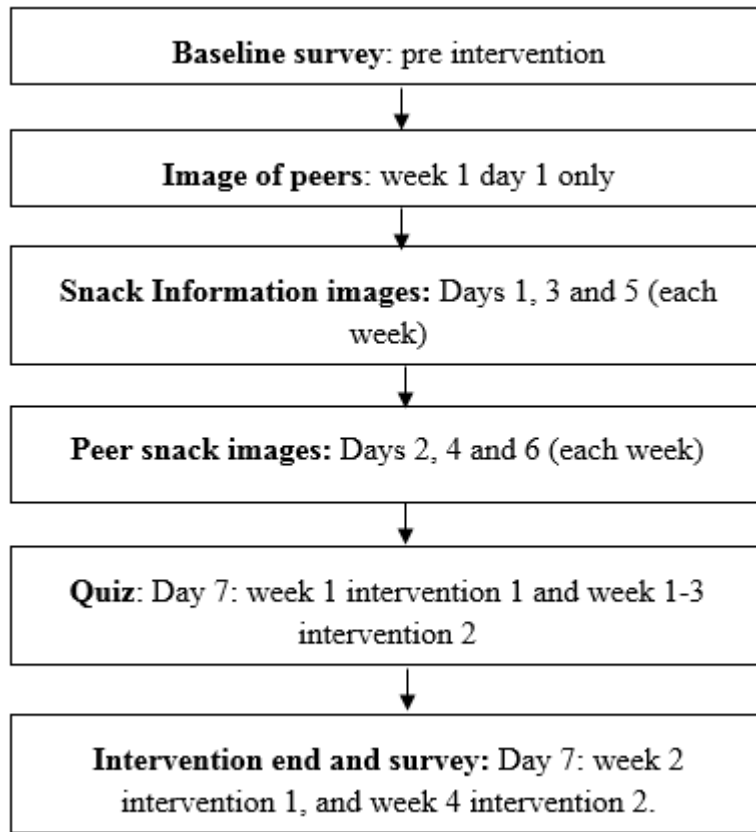 Baseline survey: pre intervention
Image of peers: week 1 day 1 only
Snack Information images: Days 1, 3 and 5 (each
week)
Peer snack images: Days 2, 4 and 6 (each week)
Quiz: Day 7: week 1 intervention 1 and week 1-3
intervention 2
Intervention end and survey: Day 7: week 2
intervention 1, and week 4 intervention 2.